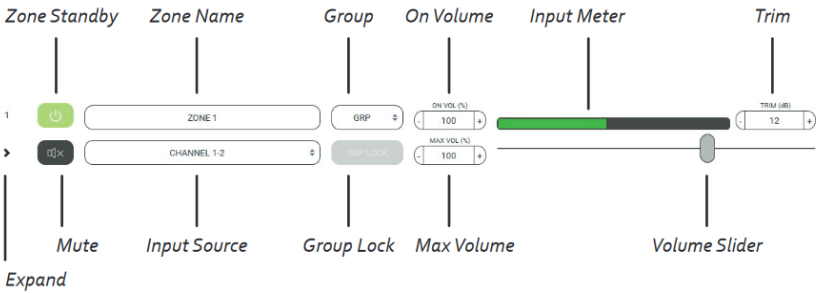 Zone Standby Zone Name Group On Volume Input Meter Trim
ON VOL (%) TRIM (dB)
1 ZONE 1 GRP - 100 + - 12 +
MAX VOL (%)
CHANNEL 1-2 GRP LOCK - 100 +
Mute Input Source Group Lock Max Volume Volume Slider
Expand